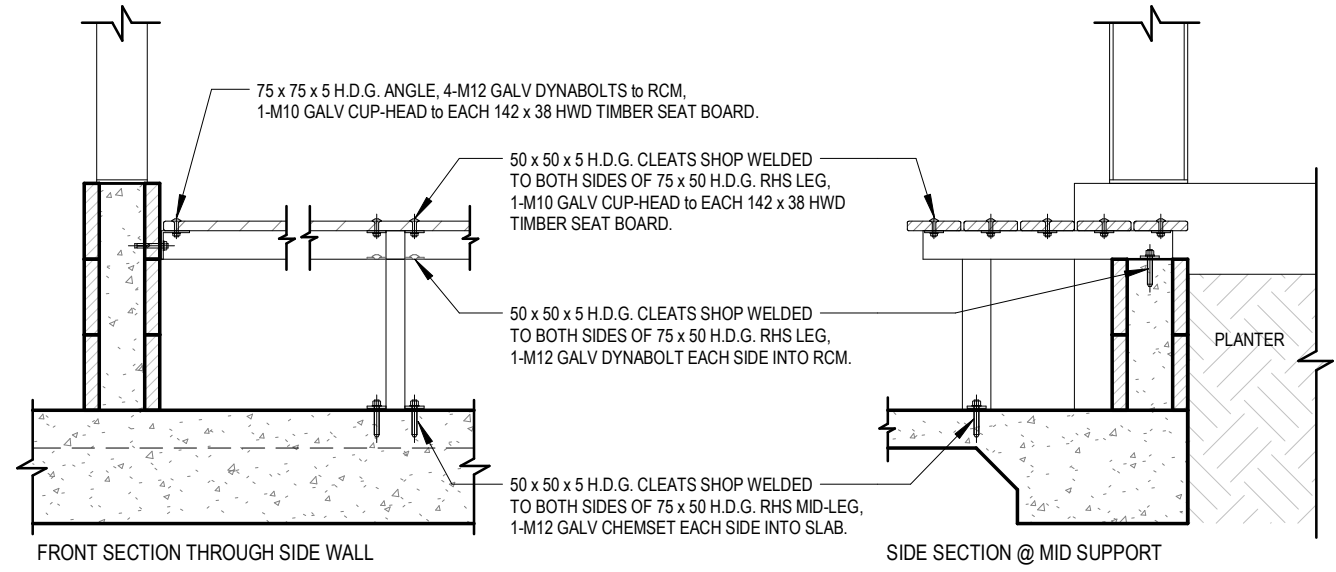 75 x 75 x 5 H.D.G. ANGLE, 4-M12 GALV DYNABOLTS to RCM,
1-M10 GALV CUP-HEAD to EACH 142 x 38 HWD TIMBER SEAT BOARD.
50 x 50 x 5 H.D.G. CLEATS SHOP WELDED
TO BOTH SIDES OF 75 x 50 H.D.G. RHS LEG,
1-M10 GALV CUP-HEAD to EACH 142 x 38 HWD
TIMBER SEAT BOARD.
50 x 50 x 5 H.D.G. CLEATS SHOP WELDED
TO BOTH SIDES OF 75 x 50 H.D.G. RHS LEG,
1-M12 GALV DYNABOLT EACH SIDE INTO RCM.
PLANTER
50 x 50 x 5 H.D.G. CLEATS SHOP WELDED
TO BOTH SIDES OF 75 x 50 H.D.G. RHS MID-LEG,
1-M12 GALV CHEMSET EACH SIDE INTO SLAB.
FRONT SECTION THROUGH SIDE WALL
SIDE SECTION @ MID SUPPORT